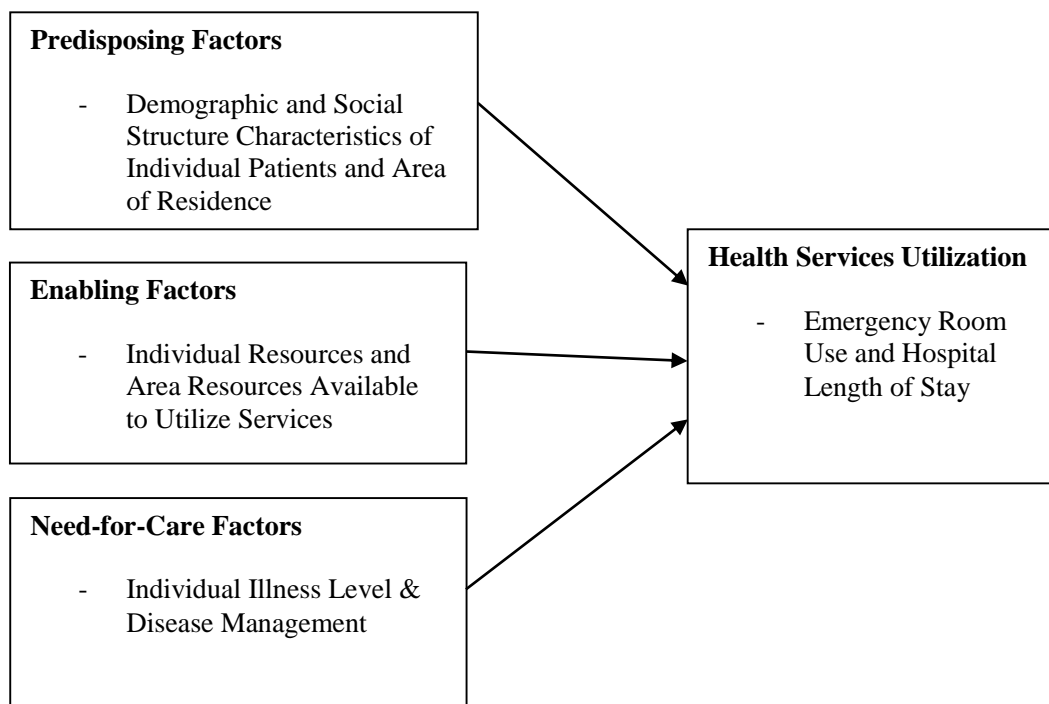 Predisposing Factors
- Demographic and Social
Structure Characteristics of
Individual Patients and Area
of Residence
Enabling Factors
- Individual Resources and
Area Resources Available
to Utilize Services
Need-for-Care Factors
- Individual Illness Level &
Disease Management
Health Services Utilization
- Emergency Room
Use and Hospital
Length of Stay